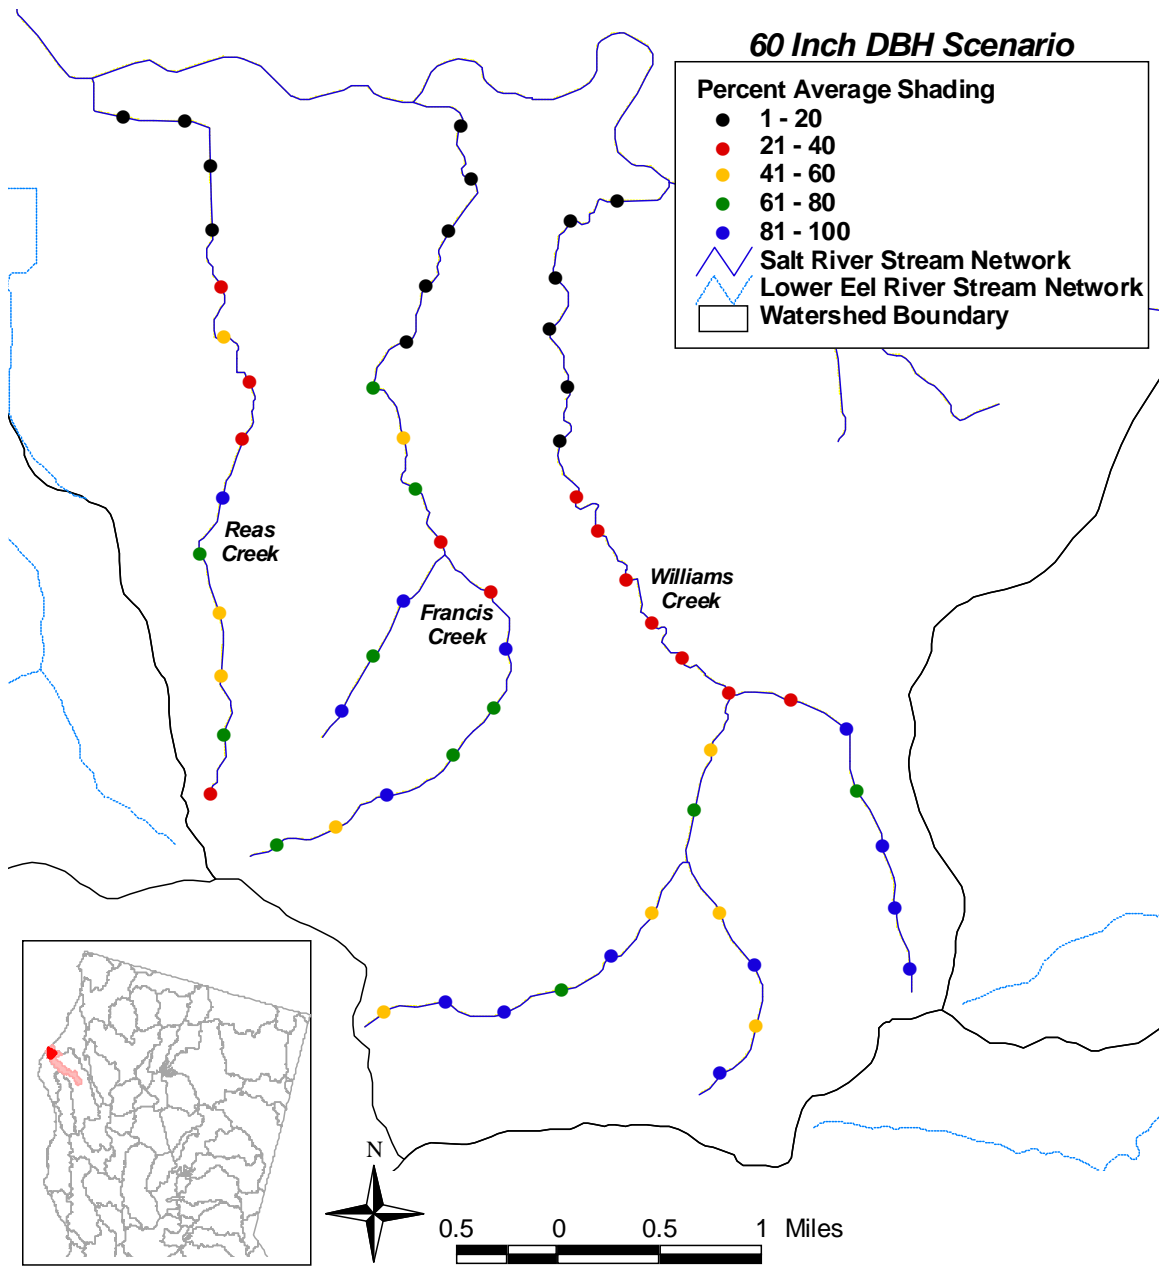 60 Inch DBH Scenario
Percent Average Shading
1 - 20
21 - 40
41 - 60
61 - 80
81 - 100
Salt River Stream Network
Lower Eel River Stream Network
Watershed Boundary
Reas
Creek
Francis
Creek
Williams
Creek
N
0.5 0 0.5 1 Miles